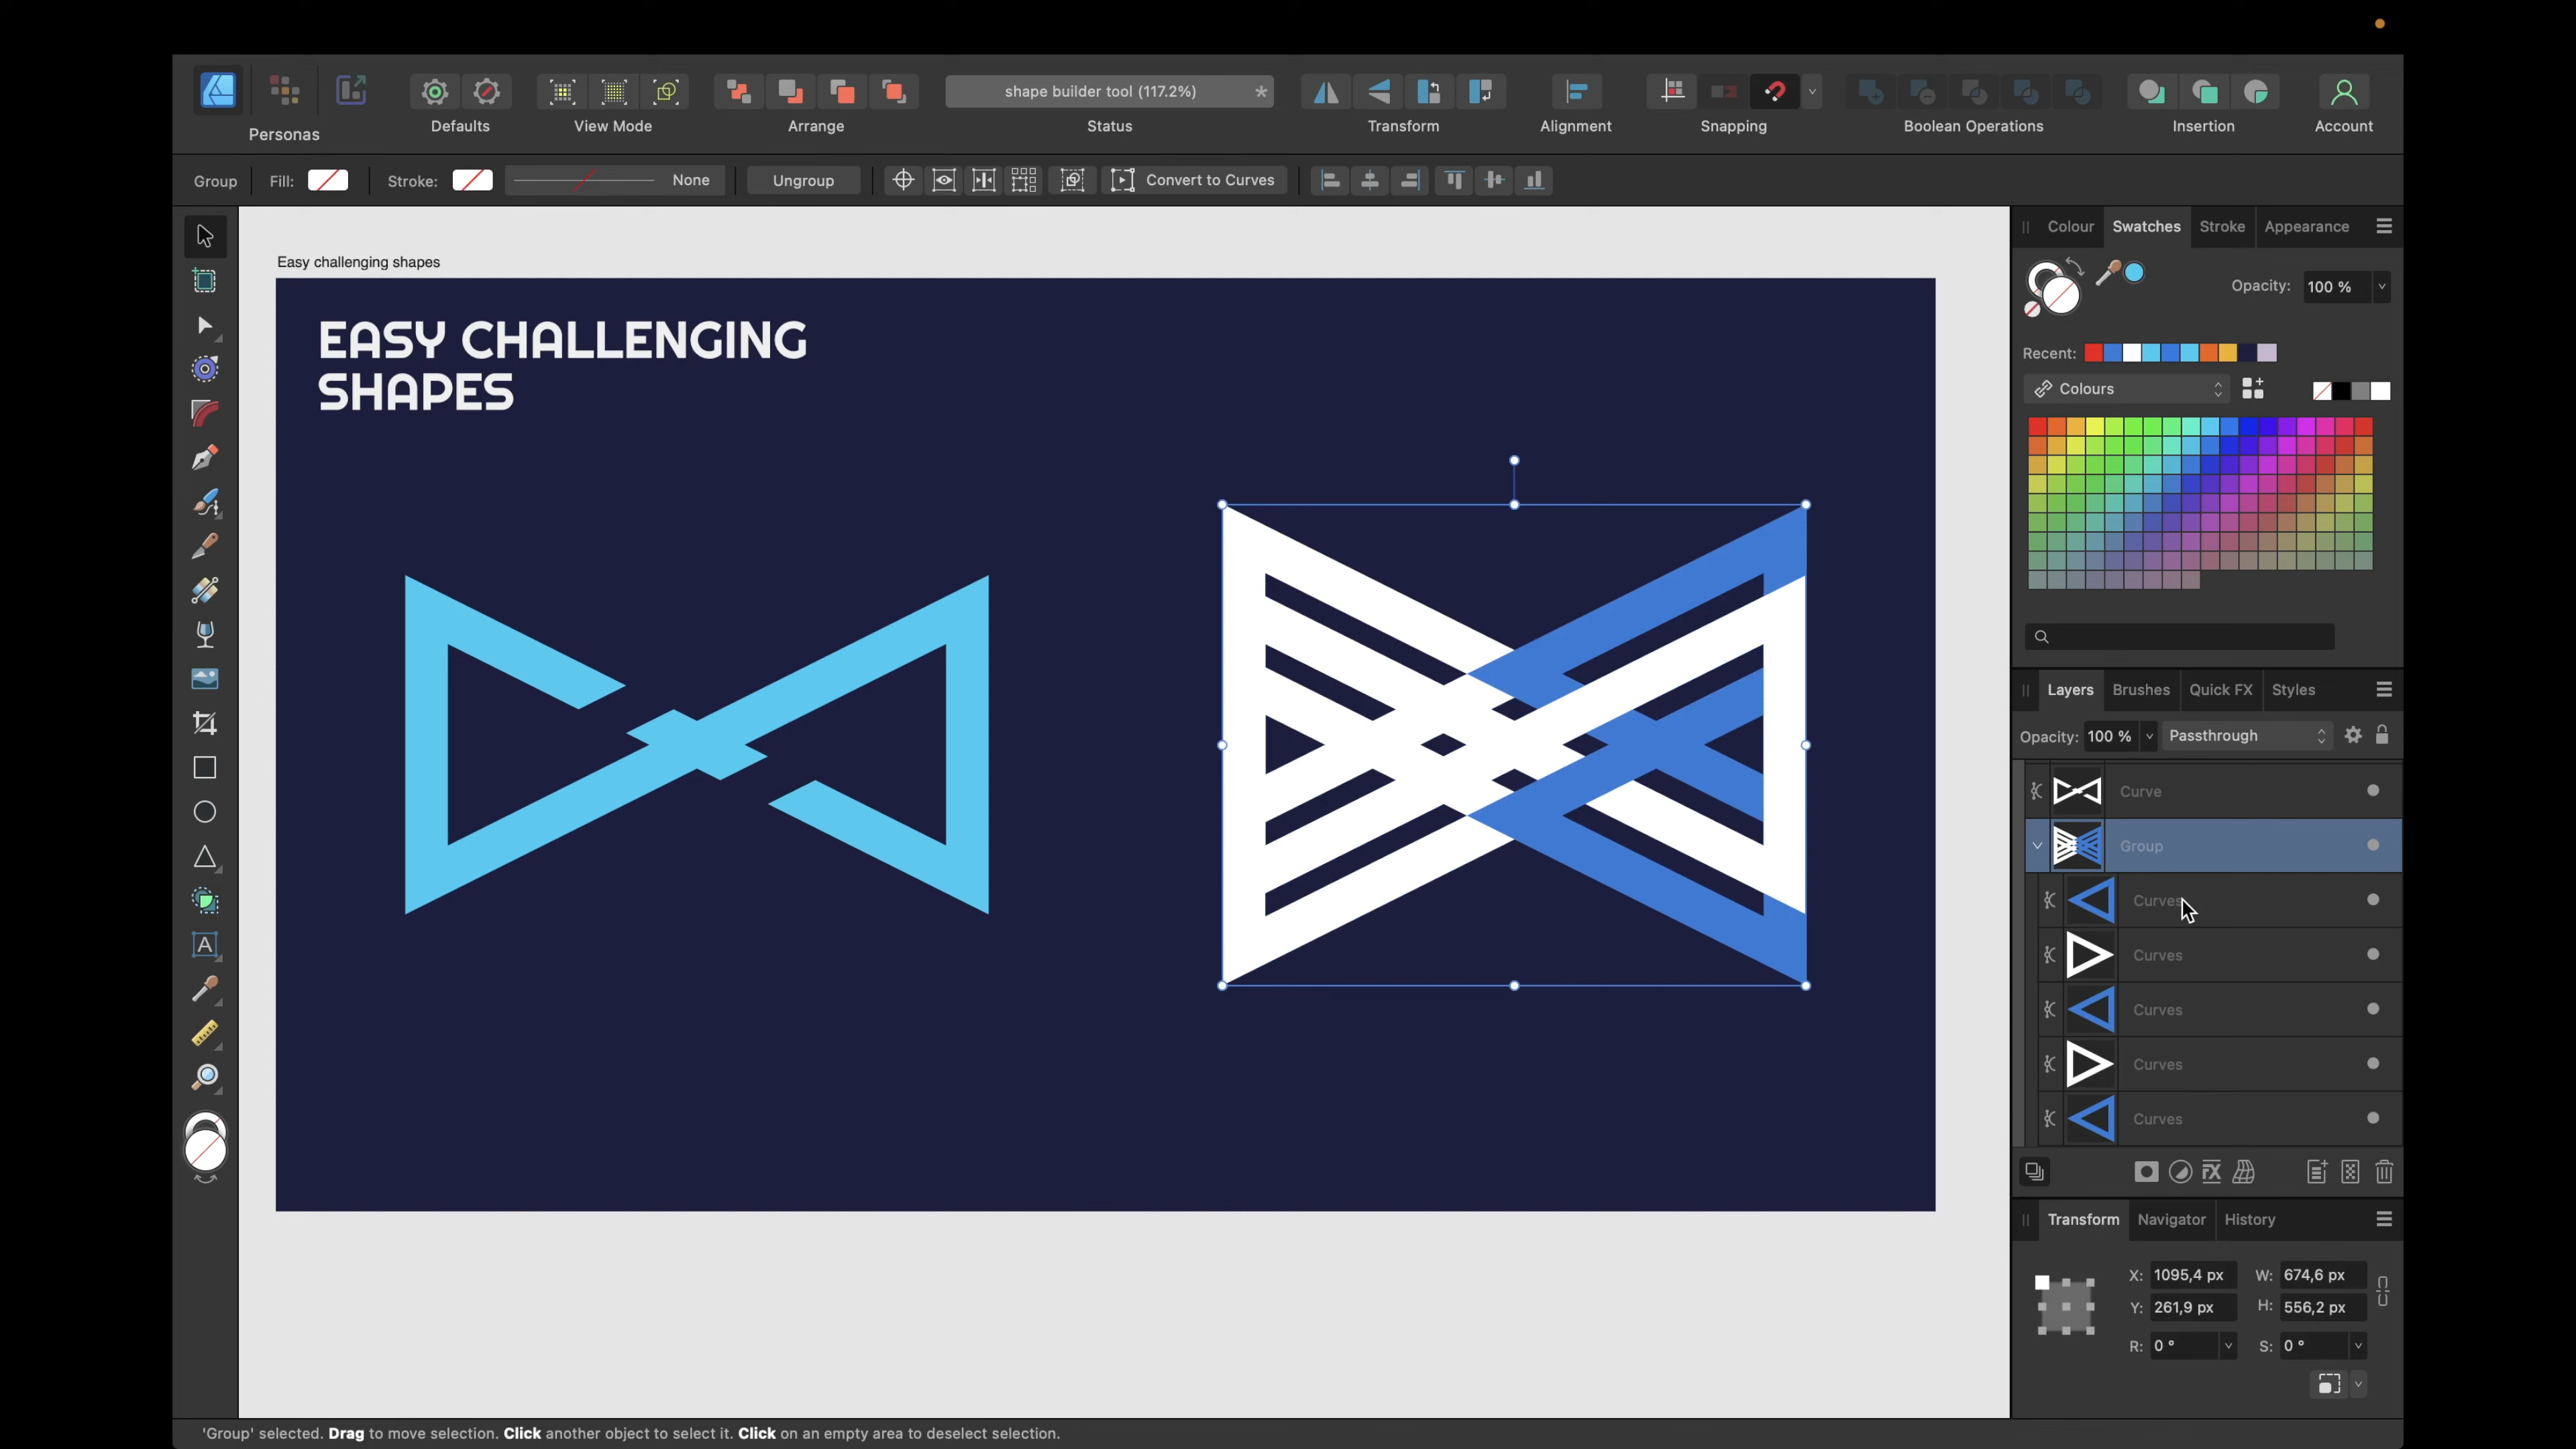 shape builder tool (117.2%) *
Personas
Defaults
View Mode
Arrange
Status
Transform
Alignment
Snapping
Boolean Operations
Insertion
Account
Group
Fill:
Stroke:
None
Ungroup
Convert to Curves
Easy challenging shapes
EASY CHALLENGING
SHAPES
Colour
Swatches
Stroke
Appearance
Opacity:
100 %
Recent:
Colours
Layers
Brushes
Quick FX
Styles
Opacity:
100 %
Passthrough
Curve
Group
Curves
Curves
Curves
Curves
Curves
Transform
Navigator
History
X: 1095,4 px
W: 674,6 px
Y: 261,9 px
H: 556,2 px
R: 0 °
S: 0 °
'Group' selected. Drag to move selection. Click another object to select it. Click on an empty area to deselect selection.